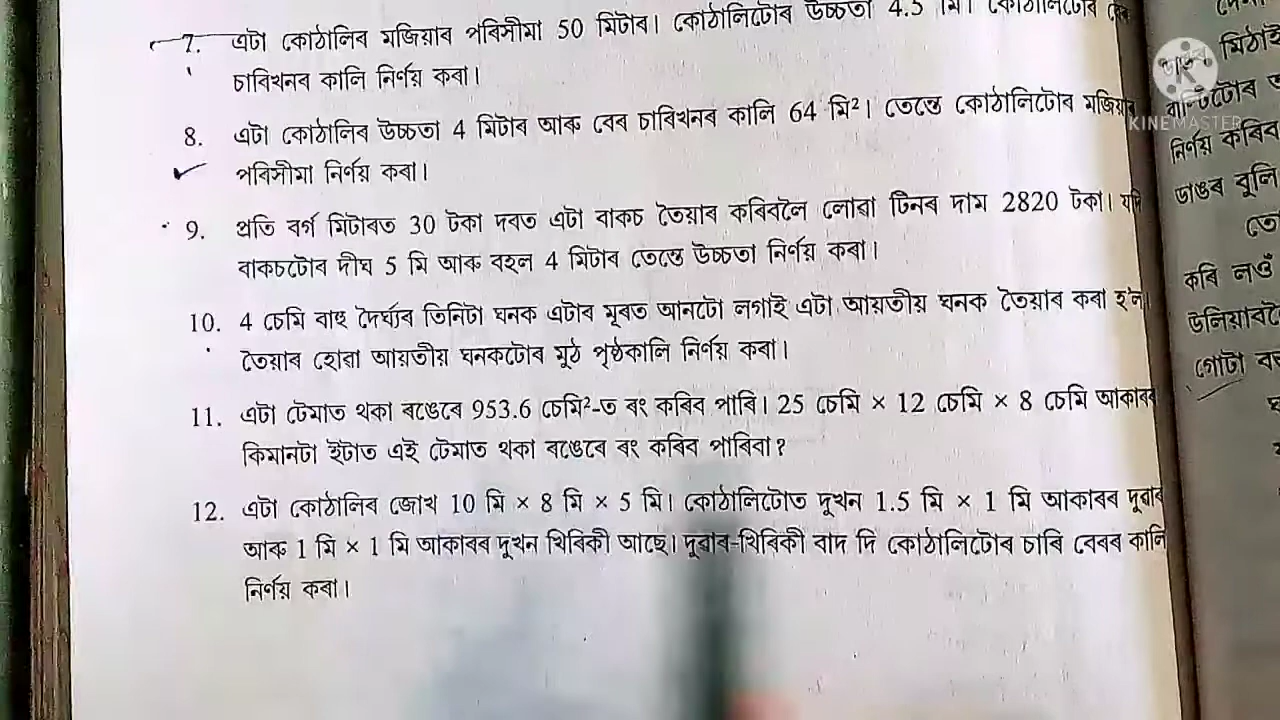 7. এটা কোঠালিৰ মজিয়াৰ পৰিসীমা 50 মিটাৰ। কোঠালিটোৰ উচ্চতা 4.5 মি। কোঠালিটোৰ বেৰ
চাৰিখনৰ কালি নিৰ্ণয় কৰা।
8. এটা কোঠালিৰ উচ্চতা 4 মিটাৰ আৰু বেৰ চাৰিখনৰ কালি 64 মি²। তেন্তে কোঠালিটোৰ মজিয়াৰ
পৰিসীমা নিৰ্ণয় কৰা।
9. প্ৰতি বৰ্গ মিটাৰত 30 টকা দৰত এটা বাকচ তৈয়াৰ কৰিবলৈ লোৱা টিনৰ দাম 2820 টকা। যদি
বাকচটোৰ দীঘ 5 মি আৰু বহল 4 মিটাৰ তেন্তে উচ্চতা নিৰ্ণয় কৰা।
10. 4 চেমি বাহু দৈৰ্ঘ্যৰ তিনিটা ঘনক এটাৰ মূৰত আনটো লগাই এটা আয়তীয় ঘনক তৈয়াৰ কৰা হ'ল।
তৈয়াৰ হোৱা আয়তীয় ঘনকটোৰ মুঠ পৃষ্ঠকালি নিৰ্ণয় কৰা।
11. এটা টেমাত থকা ৰঙেৰে 953.6 চেমি²-ত ৰং কৰিব পাৰি। 25 চেমি × 12 চেমি × 8 চেমি আকাৰৰ
কিমানটা ইটাত এই টেমাত থকা ৰঙেৰে ৰং কৰিব পাৰিবা?
12. এটা কোঠালিৰ জোখ 10 মি × 8 মি × 5 মি। কোঠালিটোত দুখন 1.5 মি × 1 মি আকাৰৰ দুৱাৰ
আৰু 1 মি × 1 মি আকাৰৰ দুখন খিৰিকী আছে। দুৱাৰ-খিৰিকী বাদ দি কোঠালিটোৰ চাৰি বেৰৰ কালি
নিৰ্ণয় কৰা।
মিঠাই
নিৰ্ণয় কৰিব
ডাঙৰ বুলি
তে
কৰি লওঁ
উলিয়াবলৈ
গোটা
KINEMASTER